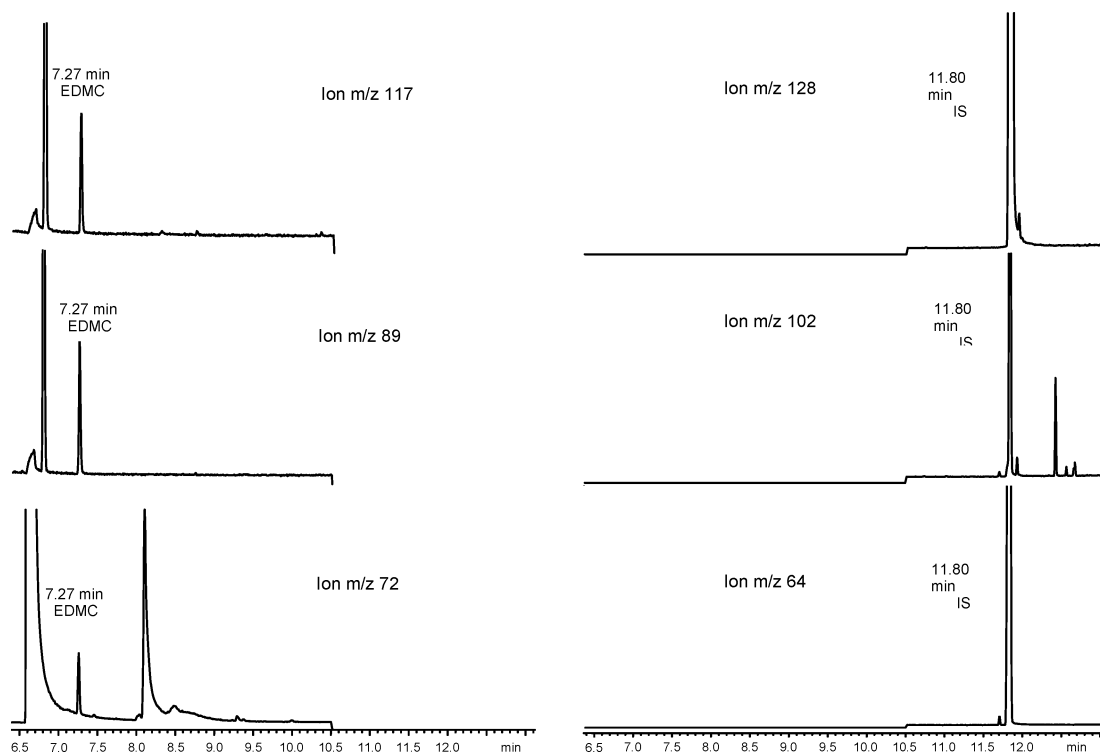 7.27 min
EDMC
Ion m/z 117
7.27 min
EDMC
Ion m/z 89
7.27 min
EDMC
Ion m/z 72
6.5 7.0 7.5 8.0 8.5 9.0 9.5 10.0 10.5 11.0 11.5 12.0 min
Ion m/z 128
11.80
min
IS
Ion m/z 102
11.80
min
IS
Ion m/z 64
11.80
min
IS
6.5 7.0 7.5 8.0 8.5 9.0 9.5 10.0 10.5 11.0 11.5 12.0 min